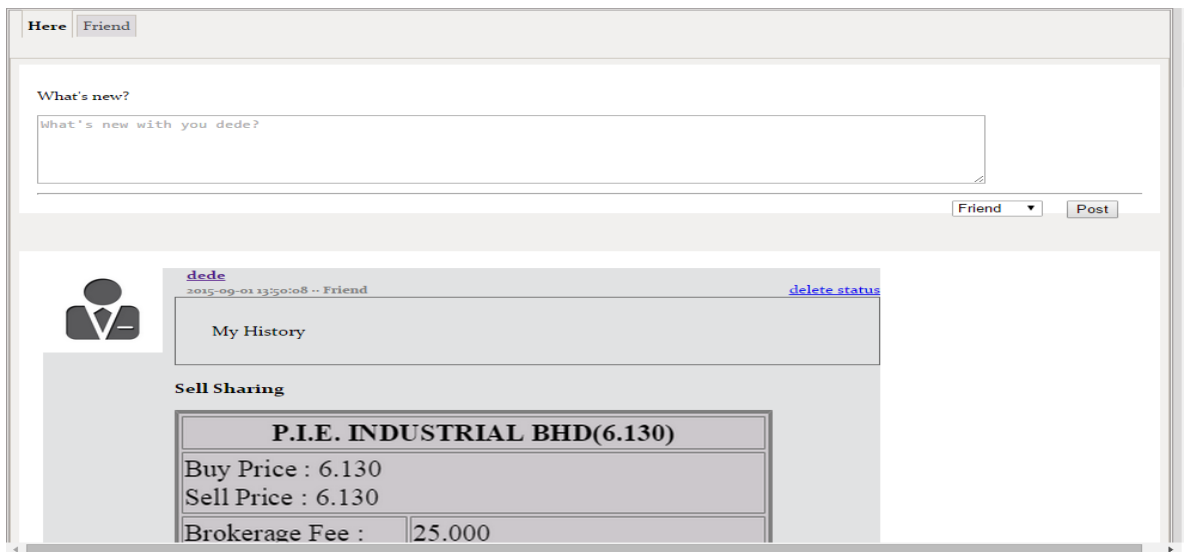 Here Friend
What's new?
What's new with you dede?
Friend Post
dede
2015-09-01 13:50:08 -- Friend
delete status
My History
Sell Sharing
P.I.E. INDUSTRIAL BHD(6.130)
Buy Price : 6.130
Sell Price : 6.130
Brokerage Fee : 25.000